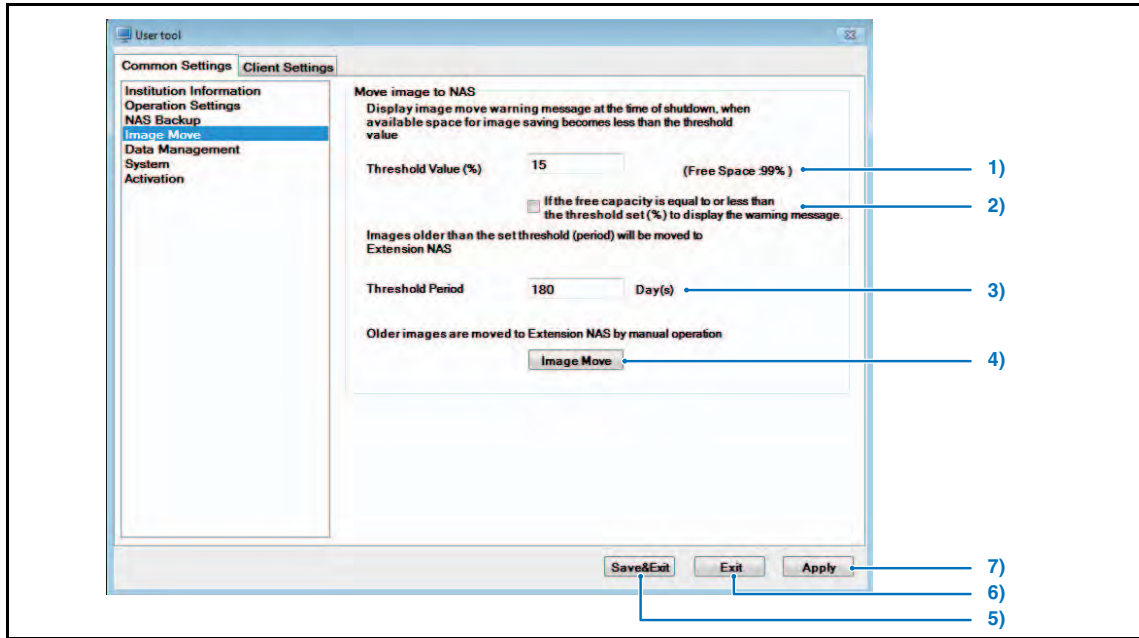 User tool
Common Settings
Client Settings
Institution Information
Operation Settings
NAS Backup
Image Move
Data Management
System
Activation
Move image to NAS
Display image move warning message at the time of shutdown, when
available space for image saving becomes less than the threshold
value
Threshold Value (%)
15
(Free Space :99% )
1)
If the free capacity is equal to or less than
the threshold set (%) to display the warning message.
2)
Images older than the set threshold (period) will be moved to
Extension NAS
Threshold Period
180
Day(s)
3)
Older images are moved to Extension NAS by manual operation
Image Move
4)
Save&Exit
Exit
Apply
7)
6)
5)